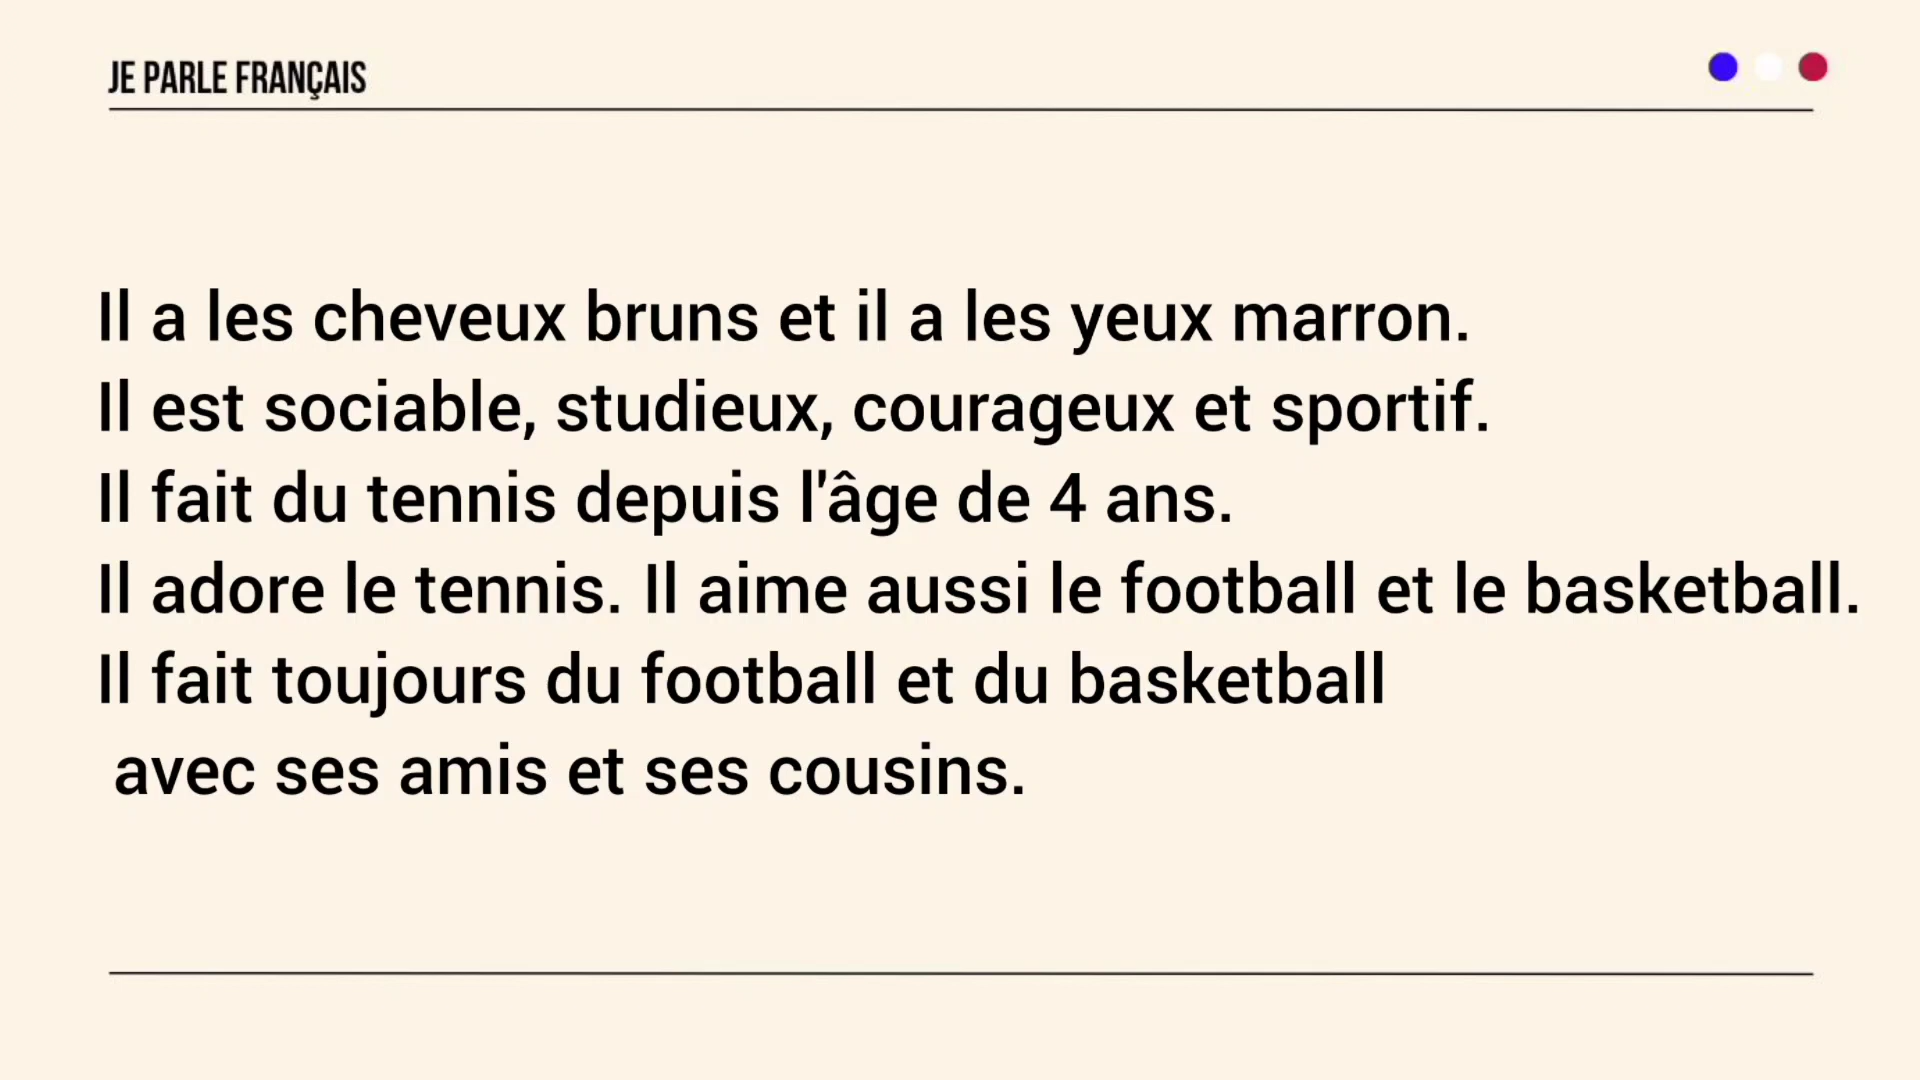 JE PARLE FRANÇAIS
Il a les cheveux bruns et il a les yeux marron.
Il est sociable, studieux, courageux et sportif.
Il fait du tennis depuis l'âge de 4 ans.
Il adore le tennis. Il aime aussi le football et le basketball.
Il fait toujours du football et du basketball
avec ses amis et ses cousins.